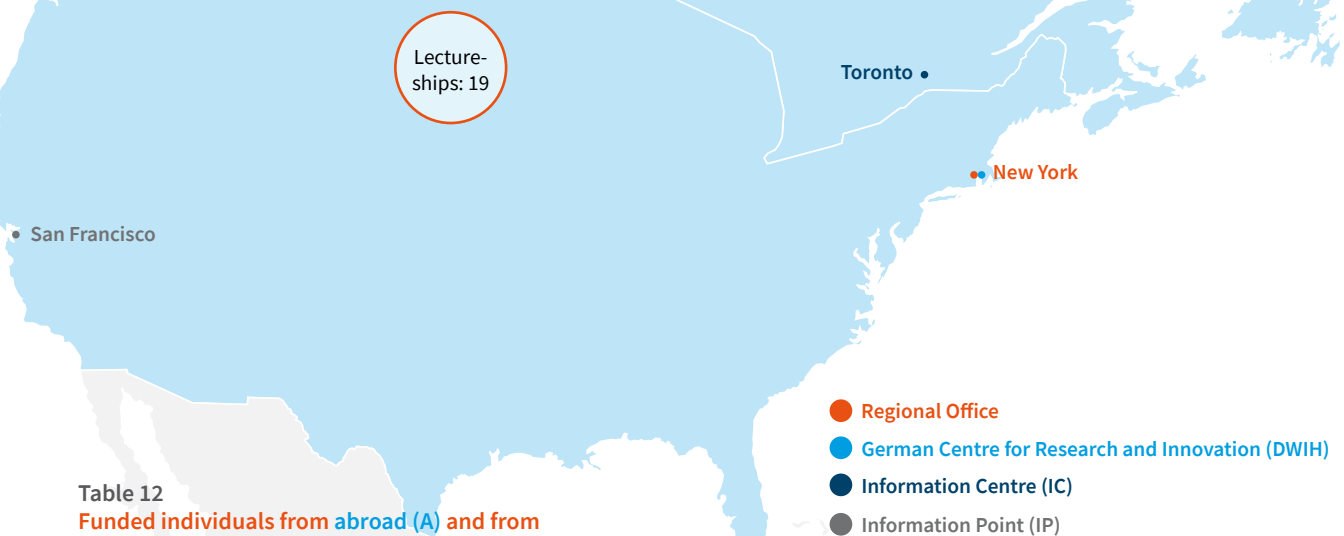 Lecture-
ships: 19
Toronto
New York
San Francisco
Regional Office
German Centre for Research and Innovation (DWIH)
Information Centre (IC)
Information Point (IP)
Table 12
Funded individuals from abroad (A) and from